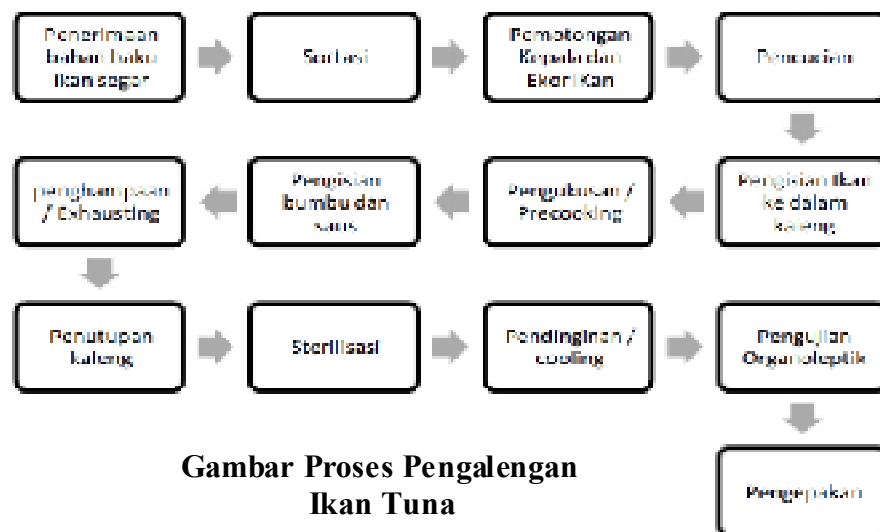 Penerimaan
bahan baku
Ikan segar
Sortasi
Pemotongan
Kepala dan
Ekor Ikan
Pencucian
Pengisian Ikan
ke dalam
kaleng
Pengukusan /
Precooking
Pengisian
bumbu dan
saus
penghampaan
/ Exhausting
Penutupan
kaleng
Sterilisasi
Pendinginan /
cooling
Pengujian
Organoleptik
Pengepakan
Gambar Proses Pengalengan
Ikan Tuna